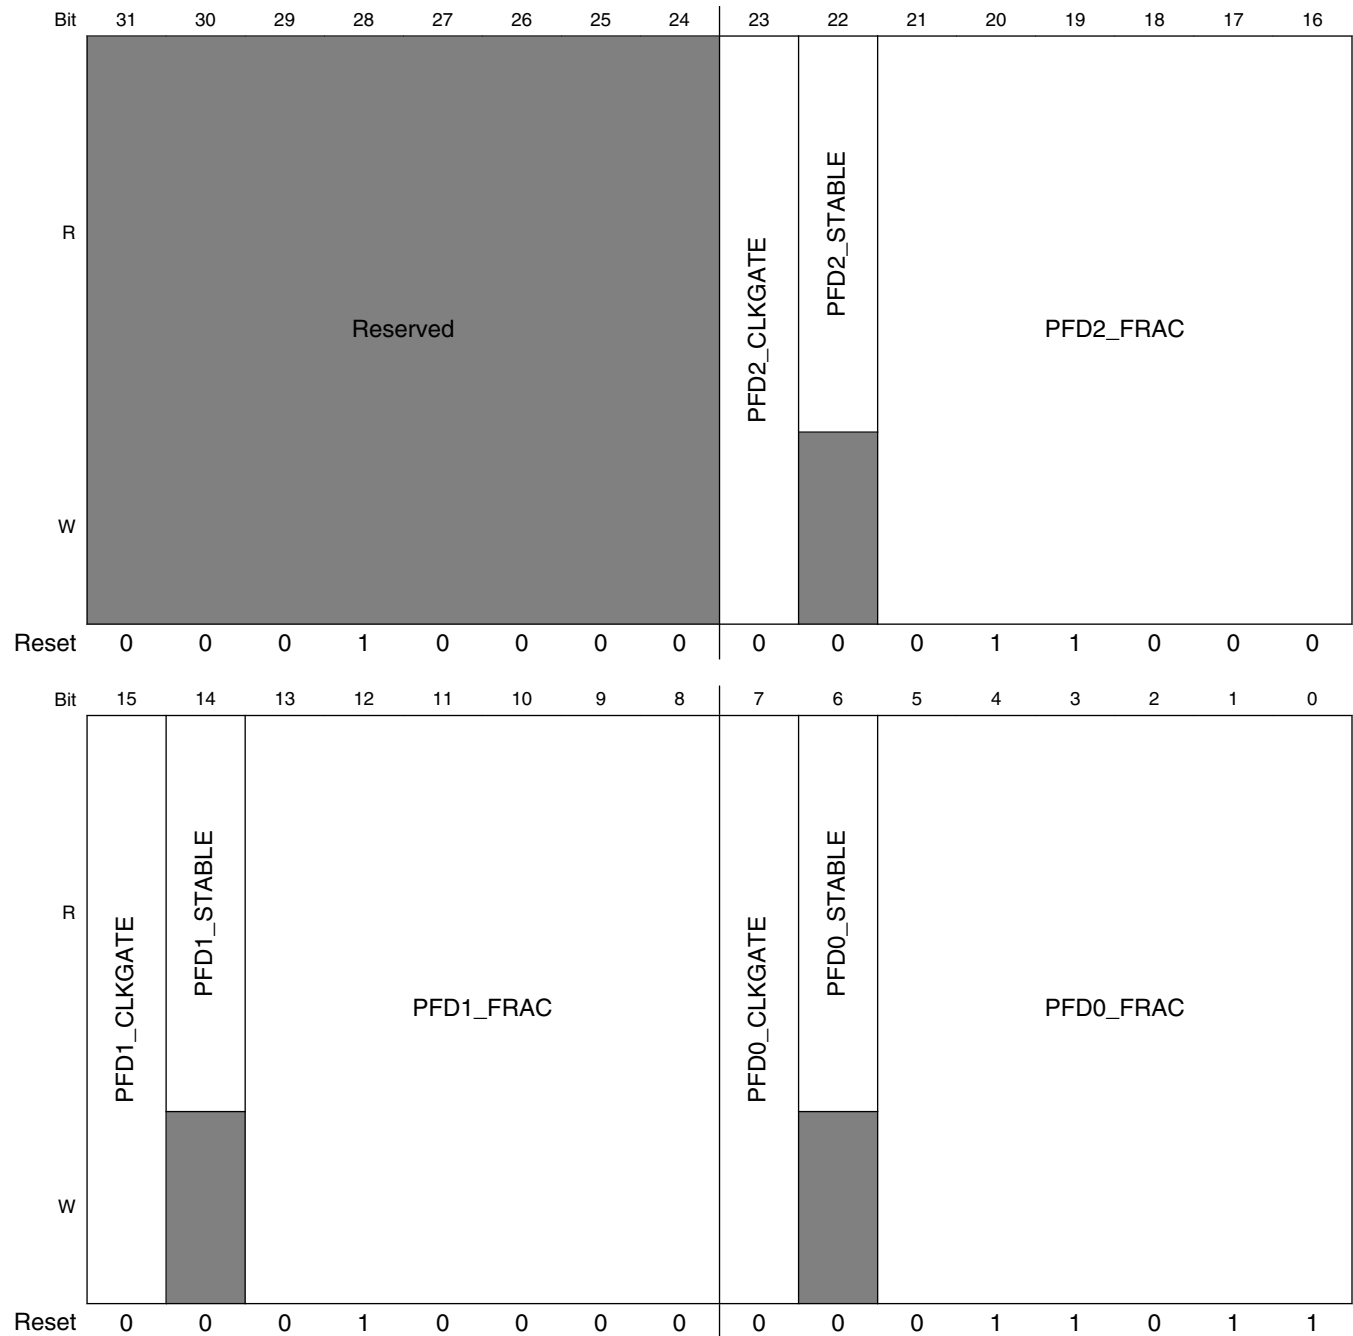 Bit 31 30 29 28 27 26 25 24 23 22 21 20 19 18 17 16
R
Reserved
PFD2_CLKGATE
PFD2_STABLE
PFD2_FRAC
W
Reset 0 0 0 1 0 0 0 0 0 0 0 1 1 0 0 0
Bit 15 14 13 12 11 10 9 8 7 6 5 4 3 2 1 0
R
PFD1_CLKGATE
PFD1_STABLE
PFD1_FRAC
PFD0_CLKGATE
PFD0_STABLE
PFD0_FRAC
W
Reset 0 0 0 1 0 0 0 0 0 0 0 1 1 0 1 1